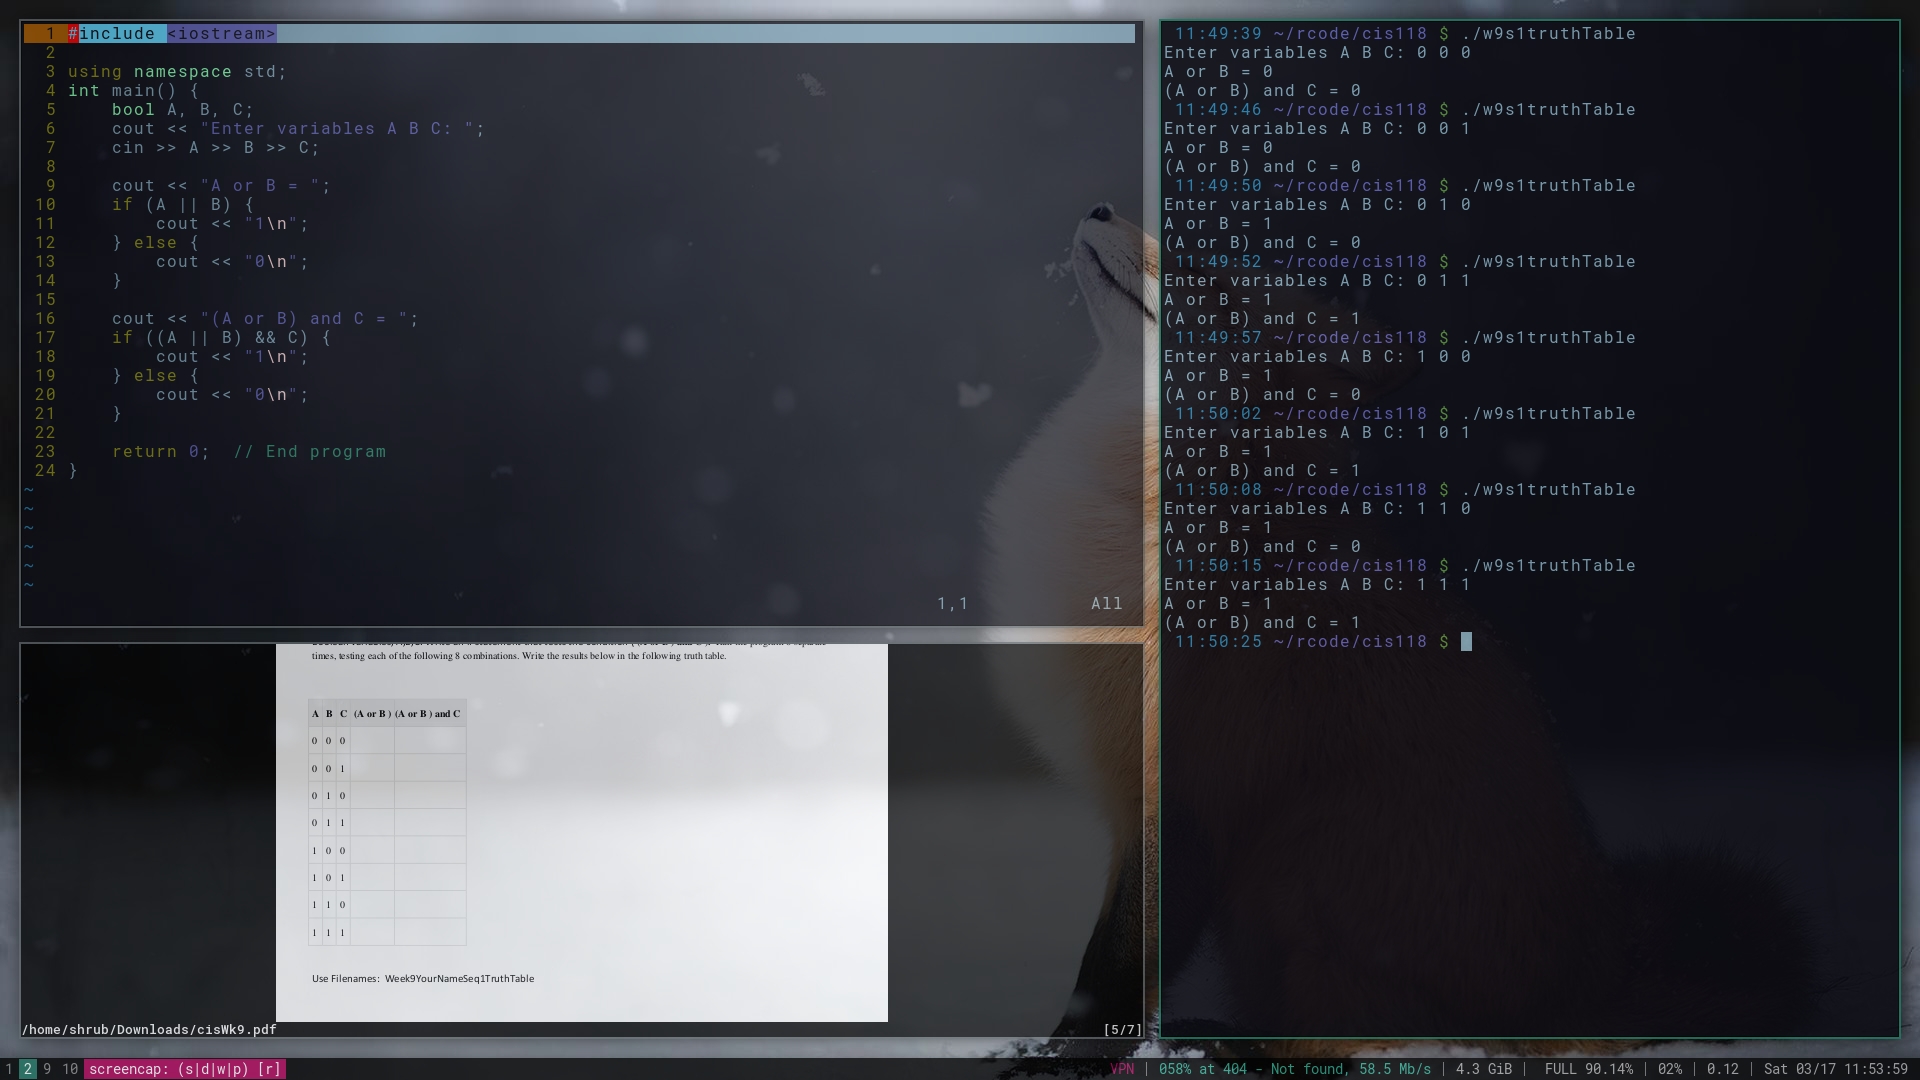 1 #include <iostream>
2
3 using namespace std;
4 int main() {
5     bool A, B, C;
6     cout << "Enter variables A B C: ";
7     cin >> A >> B >> C;
8
9     cout << "A or B = ";
10     if (A || B) {
11         cout << "1\n";
12     } else {
13         cout << "0\n";
14     }
15
16     cout << "(A or B) and C = ";
17     if ((A || B) && C) {
18         cout << "1\n";
19     } else {
20         cout << "0\n";
21     }
22
23     return 0;  // End program
24 }
~
~
~
~
~
~
1,1 All
times, testing each of the following 8 combinations. Write the results below in the following truth table.
A B C (A or B ) (A or B ) and C
0 0 0
0 0 1
0 1 0
0 1 1
1 0 0
1 0 1
1 1 0
1 1 1
Use Filenames: Week9YourNameSeq1TruthTable
/home/shrub/Downloads/cisWk9.pdf [5/7]
11:49:39 ~/rcode/cis118 $ ./w9s1truthTable
Enter variables A B C: 0 0 0
A or B = 0
(A or B) and C = 0
11:49:46 ~/rcode/cis118 $ ./w9s1truthTable
Enter variables A B C: 0 0 1
A or B = 0
(A or B) and C = 0
11:49:50 ~/rcode/cis118 $ ./w9s1truthTable
Enter variables A B C: 0 1 0
A or B = 1
(A or B) and C = 0
11:49:52 ~/rcode/cis118 $ ./w9s1truthTable
Enter variables A B C: 0 1 1
A or B = 1
(A or B) and C = 1
11:49:57 ~/rcode/cis118 $ ./w9s1truthTable
Enter variables A B C: 1 0 0
A or B = 1
(A or B) and C = 0
11:50:02 ~/rcode/cis118 $ ./w9s1truthTable
Enter variables A B C: 1 0 1
A or B = 1
(A or B) and C = 1
11:50:08 ~/rcode/cis118 $ ./w9s1truthTable
Enter variables A B C: 1 1 0
A or B = 1
(A or B) and C = 0
11:50:15 ~/rcode/cis118 $ ./w9s1truthTable
Enter variables A B C: 1 1 1
A or B = 1
(A or B) and C = 1
11:50:25 ~/rcode/cis118 $
1 2 9 10 screencap: (s|d|w|p) [r] VPN | 058% at 404 - Not found, 58.5 Mb/s | 4.3 GiB | FULL 90.14% | 02% | 0.12 | Sat 03/17 11:53:59